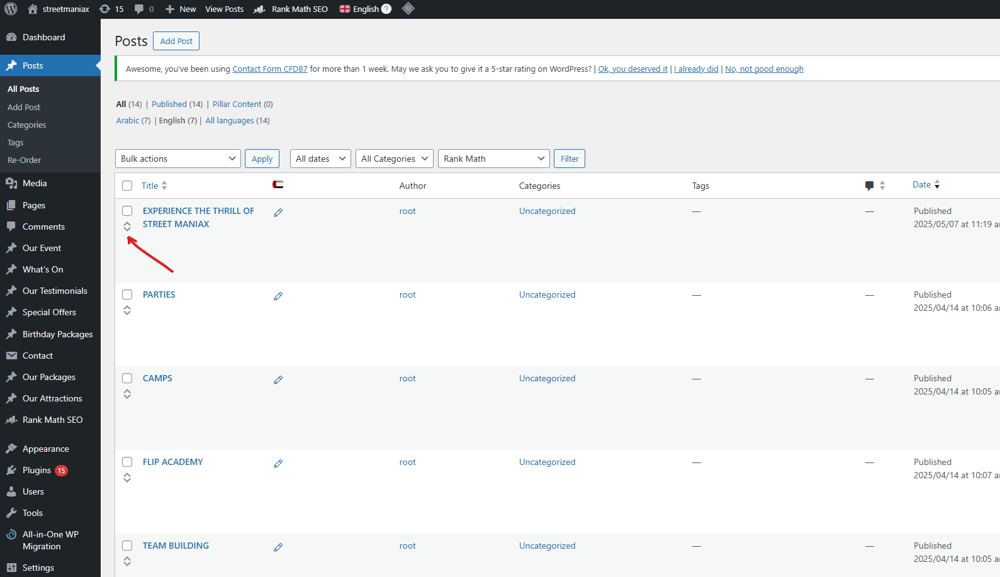 streetmaniax 15 0 New View Posts Rank Math SEO English ?
Dashboard
Posts
All Posts
Add Post
Categories
Tags
Re-Order
Media
Pages
Comments
Our Event
What's On
Our Testimonials
Special Offers
Birthday Packages
Contact
Our Packages
Our Attractions
Rank Math SEO
Appearance
Plugins 15
Users
Tools
All-in-One WP
Migration
Settings
Posts Add Post
Awesome, you've been using Contact Form CFDB7 for more than 1 week. May we ask you to give it a 5-star rating on WordPress? | Ok, you deserved it | I already did | No, not good enough
All (14) | Published (14) | Pillar Content (0)
Arabic (7) | English (7) | All languages (14)
Bulk actions Apply All dates All Categories Rank Math Filter
Title Author Categories Tags Date
EXPERIENCE THE THRILL OF root Uncategorized — — Published
STREET MANIAX 2025/05/07 at 11:19 a
PARTIES root Uncategorized — — Published
2025/04/14 at 10:06 a
CAMPS root Uncategorized — — Published
2025/04/14 at 10:05 a
FLIP ACADEMY root Uncategorized — — Published
2025/04/14 at 10:07 a
TEAM BUILDING root Uncategorized — — Published
2025/04/14 at 10:05 a